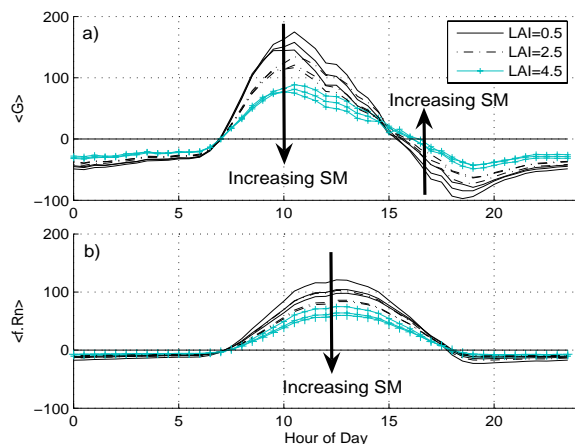 200
a)
LAI=0.5
LAI=2.5
LAI=4.5
100
<G>
Increasing SM
0
Increasing SM
−100
0
5
10
15
20
200
b)
100
<f.Rn>
0
Increasing SM
−100
0
5
10
15
20
Hour of Day